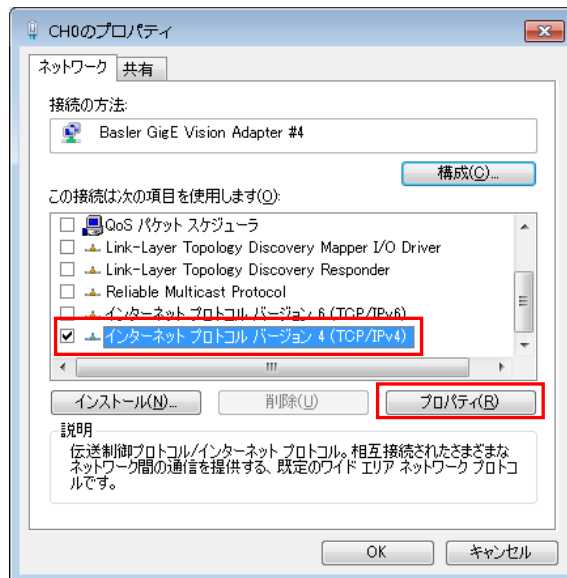 CH0のプロパティ
ネットワーク 共有
接続の方法:
Basler GigE Vision Adapter #4
構成(C)...
この接続は次の項目を使用します(O):
QoS パケット スケジューラ
Link-Layer Topology Discovery Mapper I/O Driver
Link-Layer Topology Discovery Responder
Reliable Multicast Protocol
インターネット プロトコル バージョン 6 (TCP/IPv6)
インターネット プロトコル バージョン 4 (TCP/IPv4)
インストール(N)... 削除(U) プロパティ(R)
説明
伝送制御プロトコル/インターネット プロトコル。相互接続されたさまざまな
ネットワーク間の通信を提供する、既定のワイド エリア ネットワーク プロトコ
ルです。
OK キャンセル